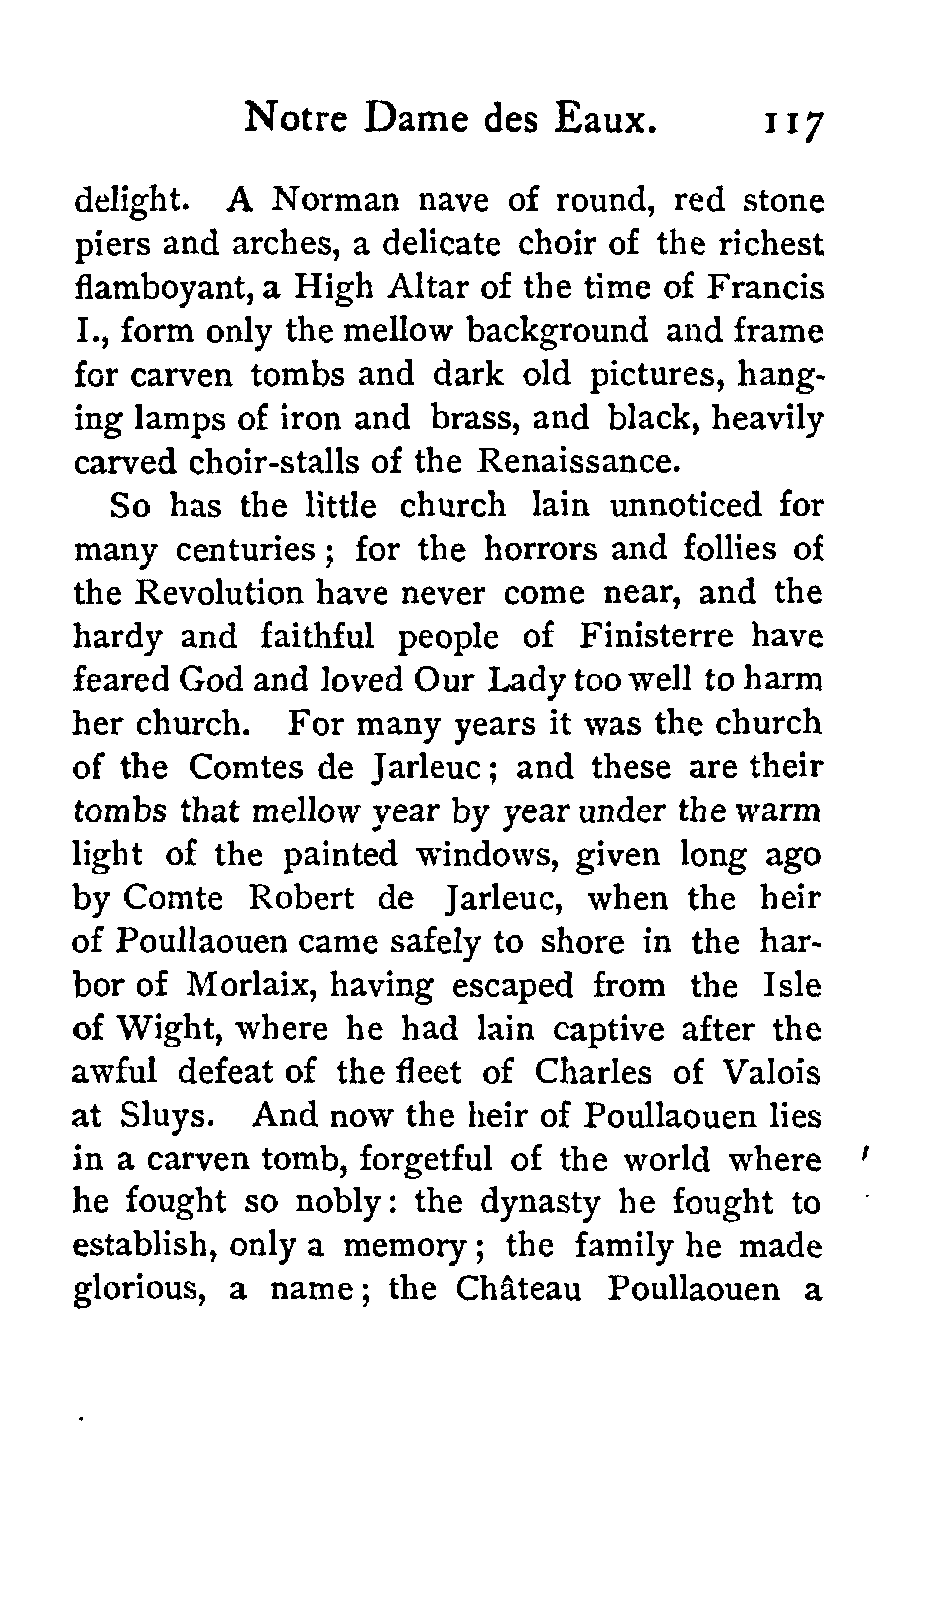 Notre Dame des Eaux. 117
delight. A Norman nave of round, red stone
piers and arches, a delicate choir of the richest
flamboyant, a High Altar of the time of Francis
I., form only the mellow background and frame
for carven tombs and dark old pictures, hang-
ing lamps of iron and brass, and black, heavily
carved choir-stalls of the Renaissance.
So has the little church lain unnoticed for
many centuries ; for the horrors and follies of
the Revolution have never come near, and the
hardy and faithful people of Finisterre have
feared God and loved Our Lady too well to harm
her church. For many years it was the church
of the Comtes de Jarleuc ; and these are their
tombs that mellow year by year under the warm
light of the painted windows, given long ago
by Comte Robert de Jarleuc, when the heir
of Poullaouen came safely to shore in the har-
bor of Morlaix, having escaped from the Isle
of Wight, where he had lain captive after the
awful defeat of the fleet of Charles of Valois
at Sluys. And now the heir of Poullaouen lies
in a carven tomb, forgetful of the world where
he fought so nobly : the dynasty he fought to
establish, only a memory ; the family he made
glorious, a name ; the Château Poullaouen a